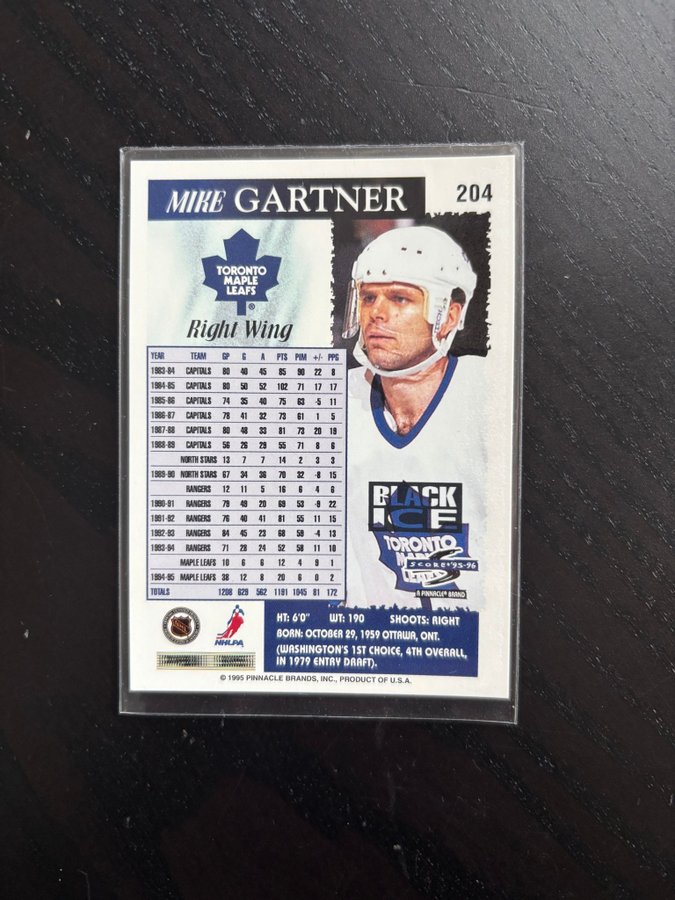 MIKE GARTNER
204
TORONTO
MAPLE
LEAFS
®
Right Wing
YEAR TEAM GP G A PTS PIM +/- PPG
1983-84 CAPITALS 80 40 45 85 90 22 8
1984-85 CAPITALS 80 50 52 102 71 17 17
1985-86 CAPITALS 74 35 40 75 63 -5 11
1986-87 CAPITALS 78 41 32 73 61 1 5
1987-88 CAPITALS 80 48 33 81 73 20 19
1988-89 CAPITALS 56 26 29 55 71 8 6
NORTH STARS 13 7 7 14 2 3 3
1989-90 NORTH STARS 67 34 36 70 32 -8 15
RANGERS 12 11 5 16 6 4 6
1990-91 RANGERS 79 49 20 69 53 -9 22
1991-92 RANGERS 76 40 41 81 55 11 15
1992-93 RANGERS 84 45 23 68 59 -4 13
1993-94 RANGERS 71 28 24 52 58 11 10
MAPLE LEAFS 10 6 6 12 4 9 1
1994-95 MAPLE LEAFS 38 12 8 20 6 0 2
TOTALS 1208 629 562 1191 1045 81 172
BLACK
ICE
TORONTO
SCORE® '95-96
A PINNACLE® BRAND
NHLPA
HT: 6'0" WT: 190 SHOOTS: RIGHT
BORN: OCTOBER 29, 1959 OTTAWA, ONT.
(WASHINGTON'S 1ST CHOICE, 4TH OVERALL,
IN 1979 ENTRY DRAFT).
© 1995 PINNACLE BRANDS, INC., PRODUCT OF U.S.A.